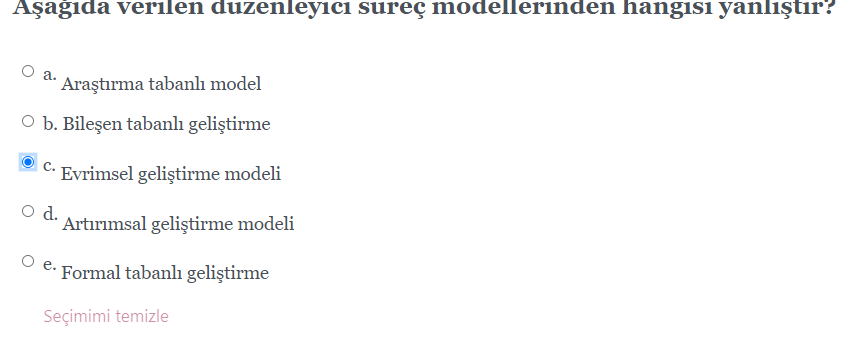 Aşağıda verilen düzenleyici süreç modellerinden hangisi yanlıştır?
a. Araştırma tabanlı model
b. Bileşen tabanlı geliştirme
c. Evrimsel geliştirme modeli
d. Artırımsal geliştirme modeli
e. Formal tabanlı geliştirme
Seçimimi temizle